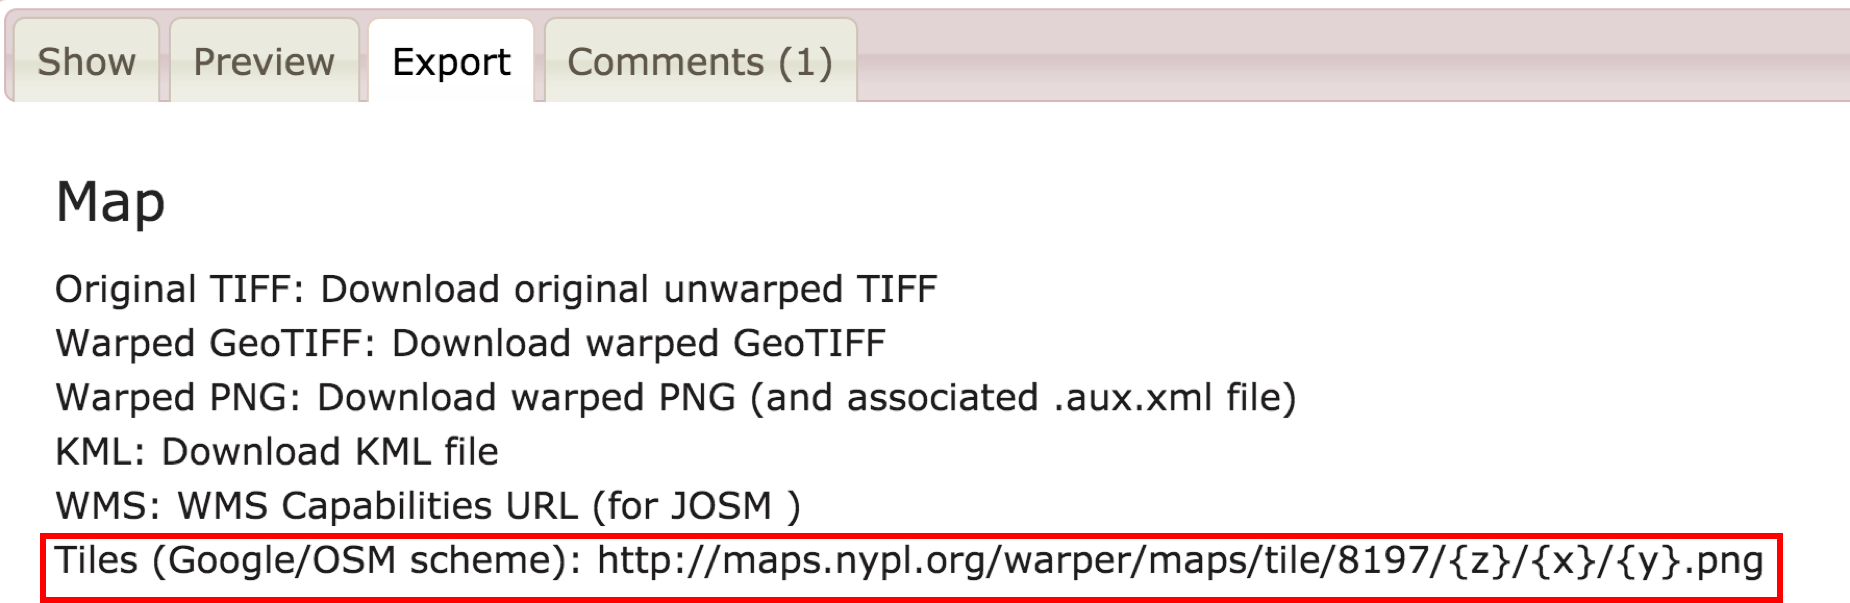 Show Preview Export Comments (1)
Map
Original TIFF: Download original unwarped TIFF
Warped GeoTIFF: Download warped GeoTIFF
Warped PNG: Download warped PNG (and associated .aux.xml file)
KML: Download KML file
WMS: WMS Capabilities URL (for JOSM )
Tiles (Google/OSM scheme): http://maps.nypl.org/warper/maps/tile/8197/{z}/{x}/{y}.png